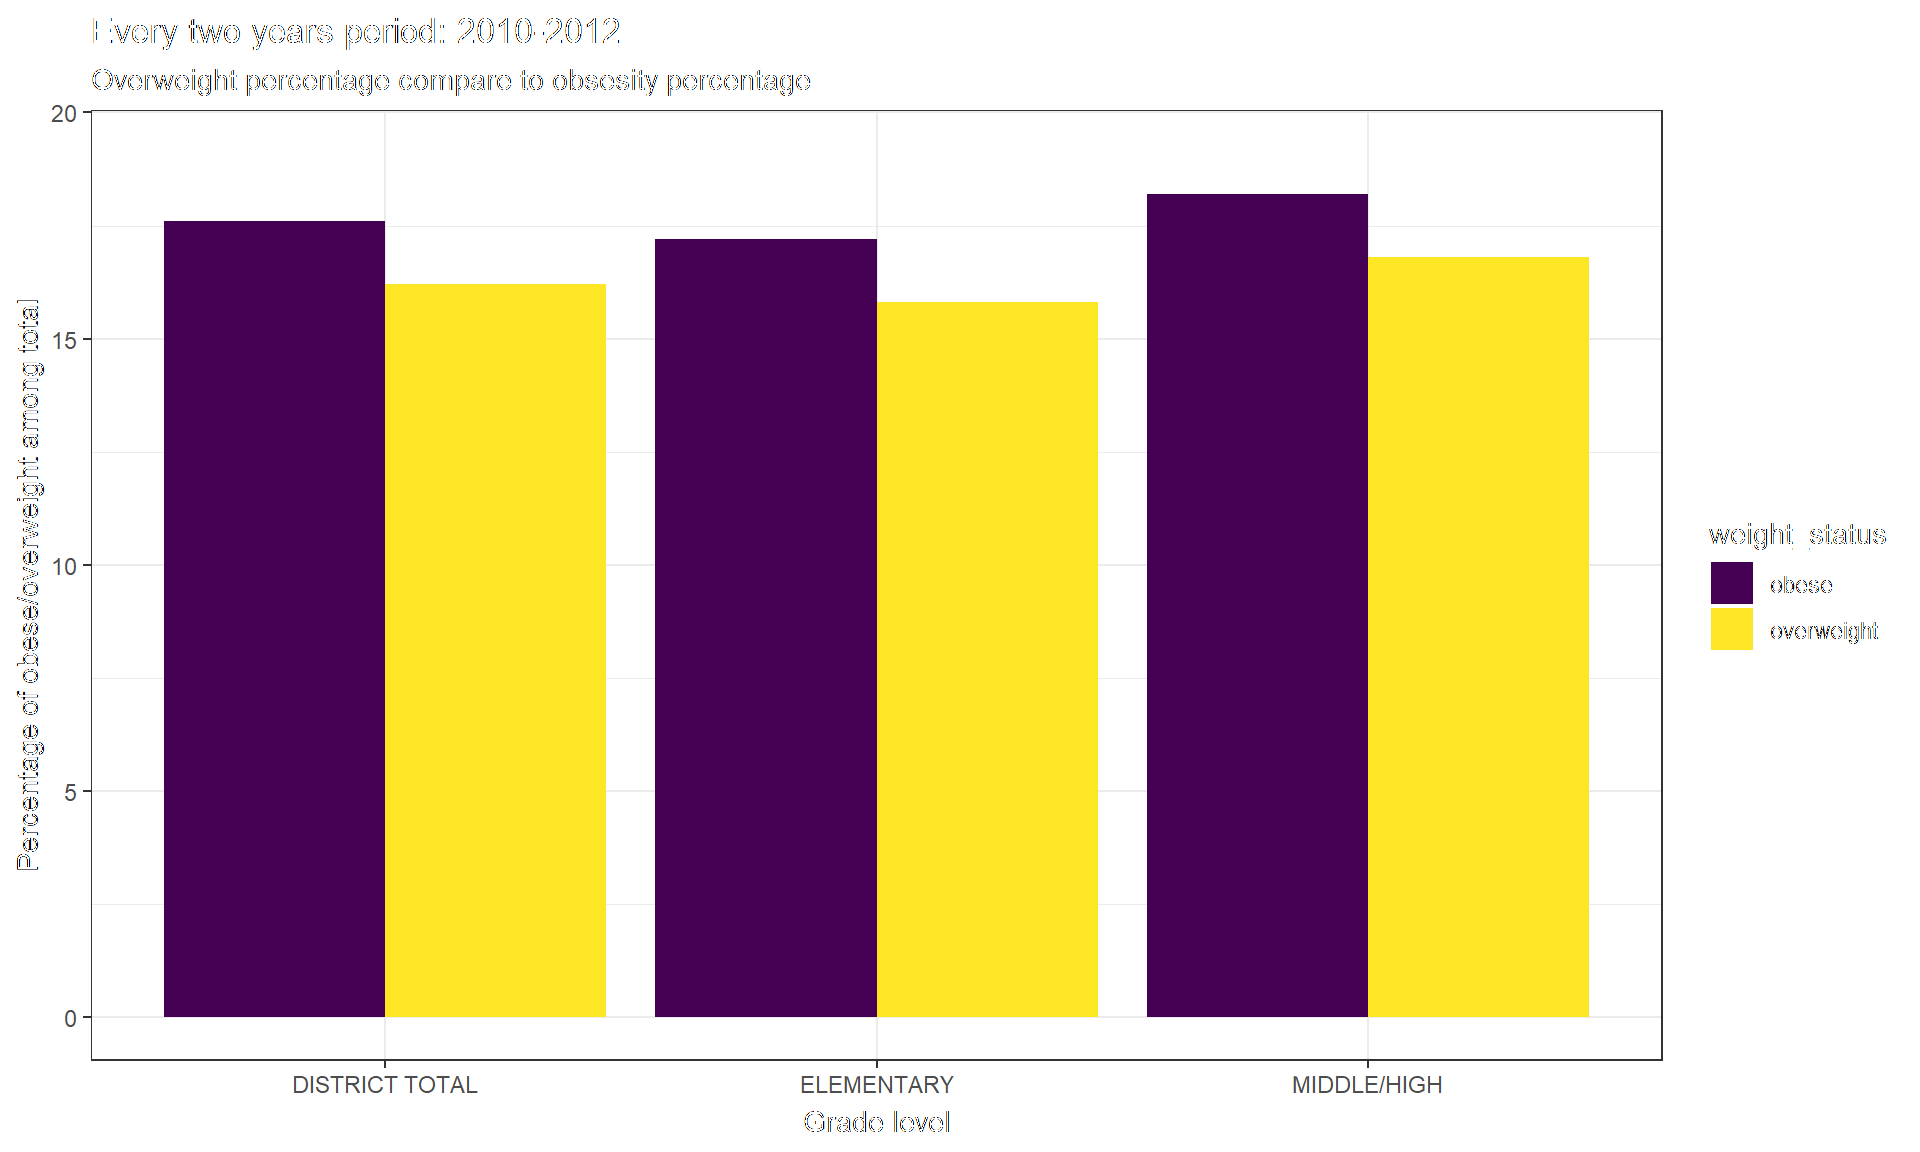 Every two years period: 2010-2012
Overweight percentage compare to obsesity percentage
20
15
10
5
0
Percentage of obese/overweight among total
DISTRICT TOTAL
ELEMENTARY
MIDDLE/HIGH
Grade level
weight_status
obese
overweight